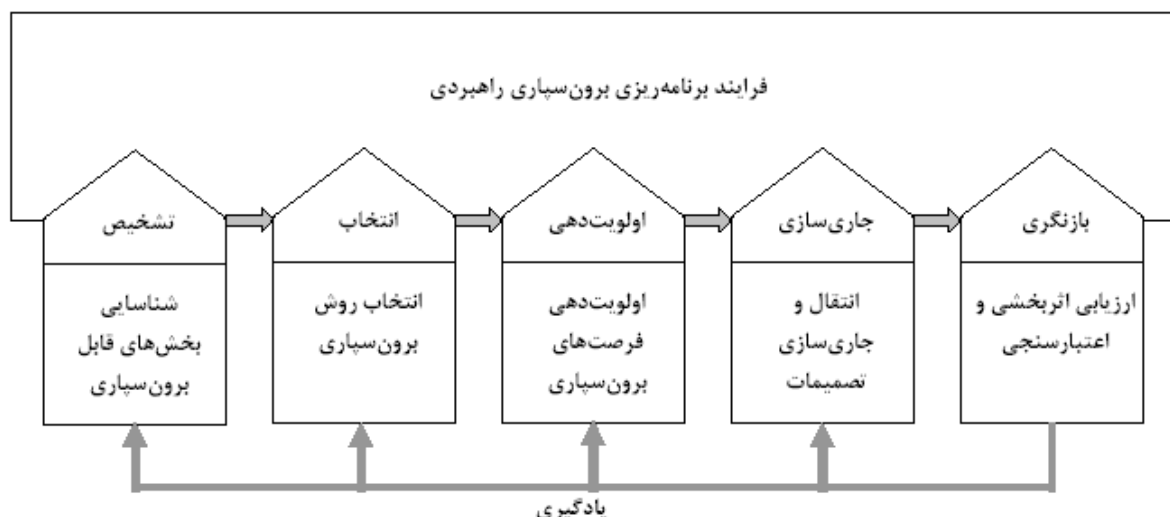 فرایند برنامه‌ریزی برون‌سپاری راهبردی
تشخیص
شناسایی
بخش‌های قابل
برون‌سپاری
انتخاب
انتخاب روش
برون‌سپاری
اولویت‌دهی
اولویت‌دهی
فرصت‌های
برون‌سپاری
جاری‌سازی
انتقال و
جاری‌سازی
تصمیمات
بازنگری
ارزیابی اثربخشی و
اعتبارسنجی
یادگیری